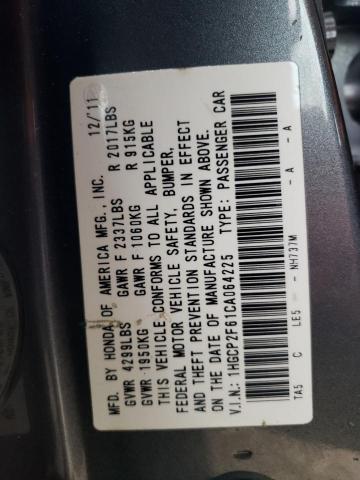 MFD. BY HONDA OF AMERICA MFG., INC. 12/11
GVWR 4299LBS GAWR F 2337LBS R 2017LBS
GVWR 1950KG GAWR F 1060KG R 915KG
THIS VEHICLE CONFORMS TO ALL APPLICABLE
FEDERAL MOTOR VEHICLE SAFETY, BUMPER,
AND THEFT PREVENTION STANDARDS IN EFFECT
ON THE DATE OF MANUFACTURE SHOWN ABOVE.
V.I.N.: 1HGCP2F61CA064225 TYPE: PASSENGER CAR
TA5 C LE5 - NH737M - A - A